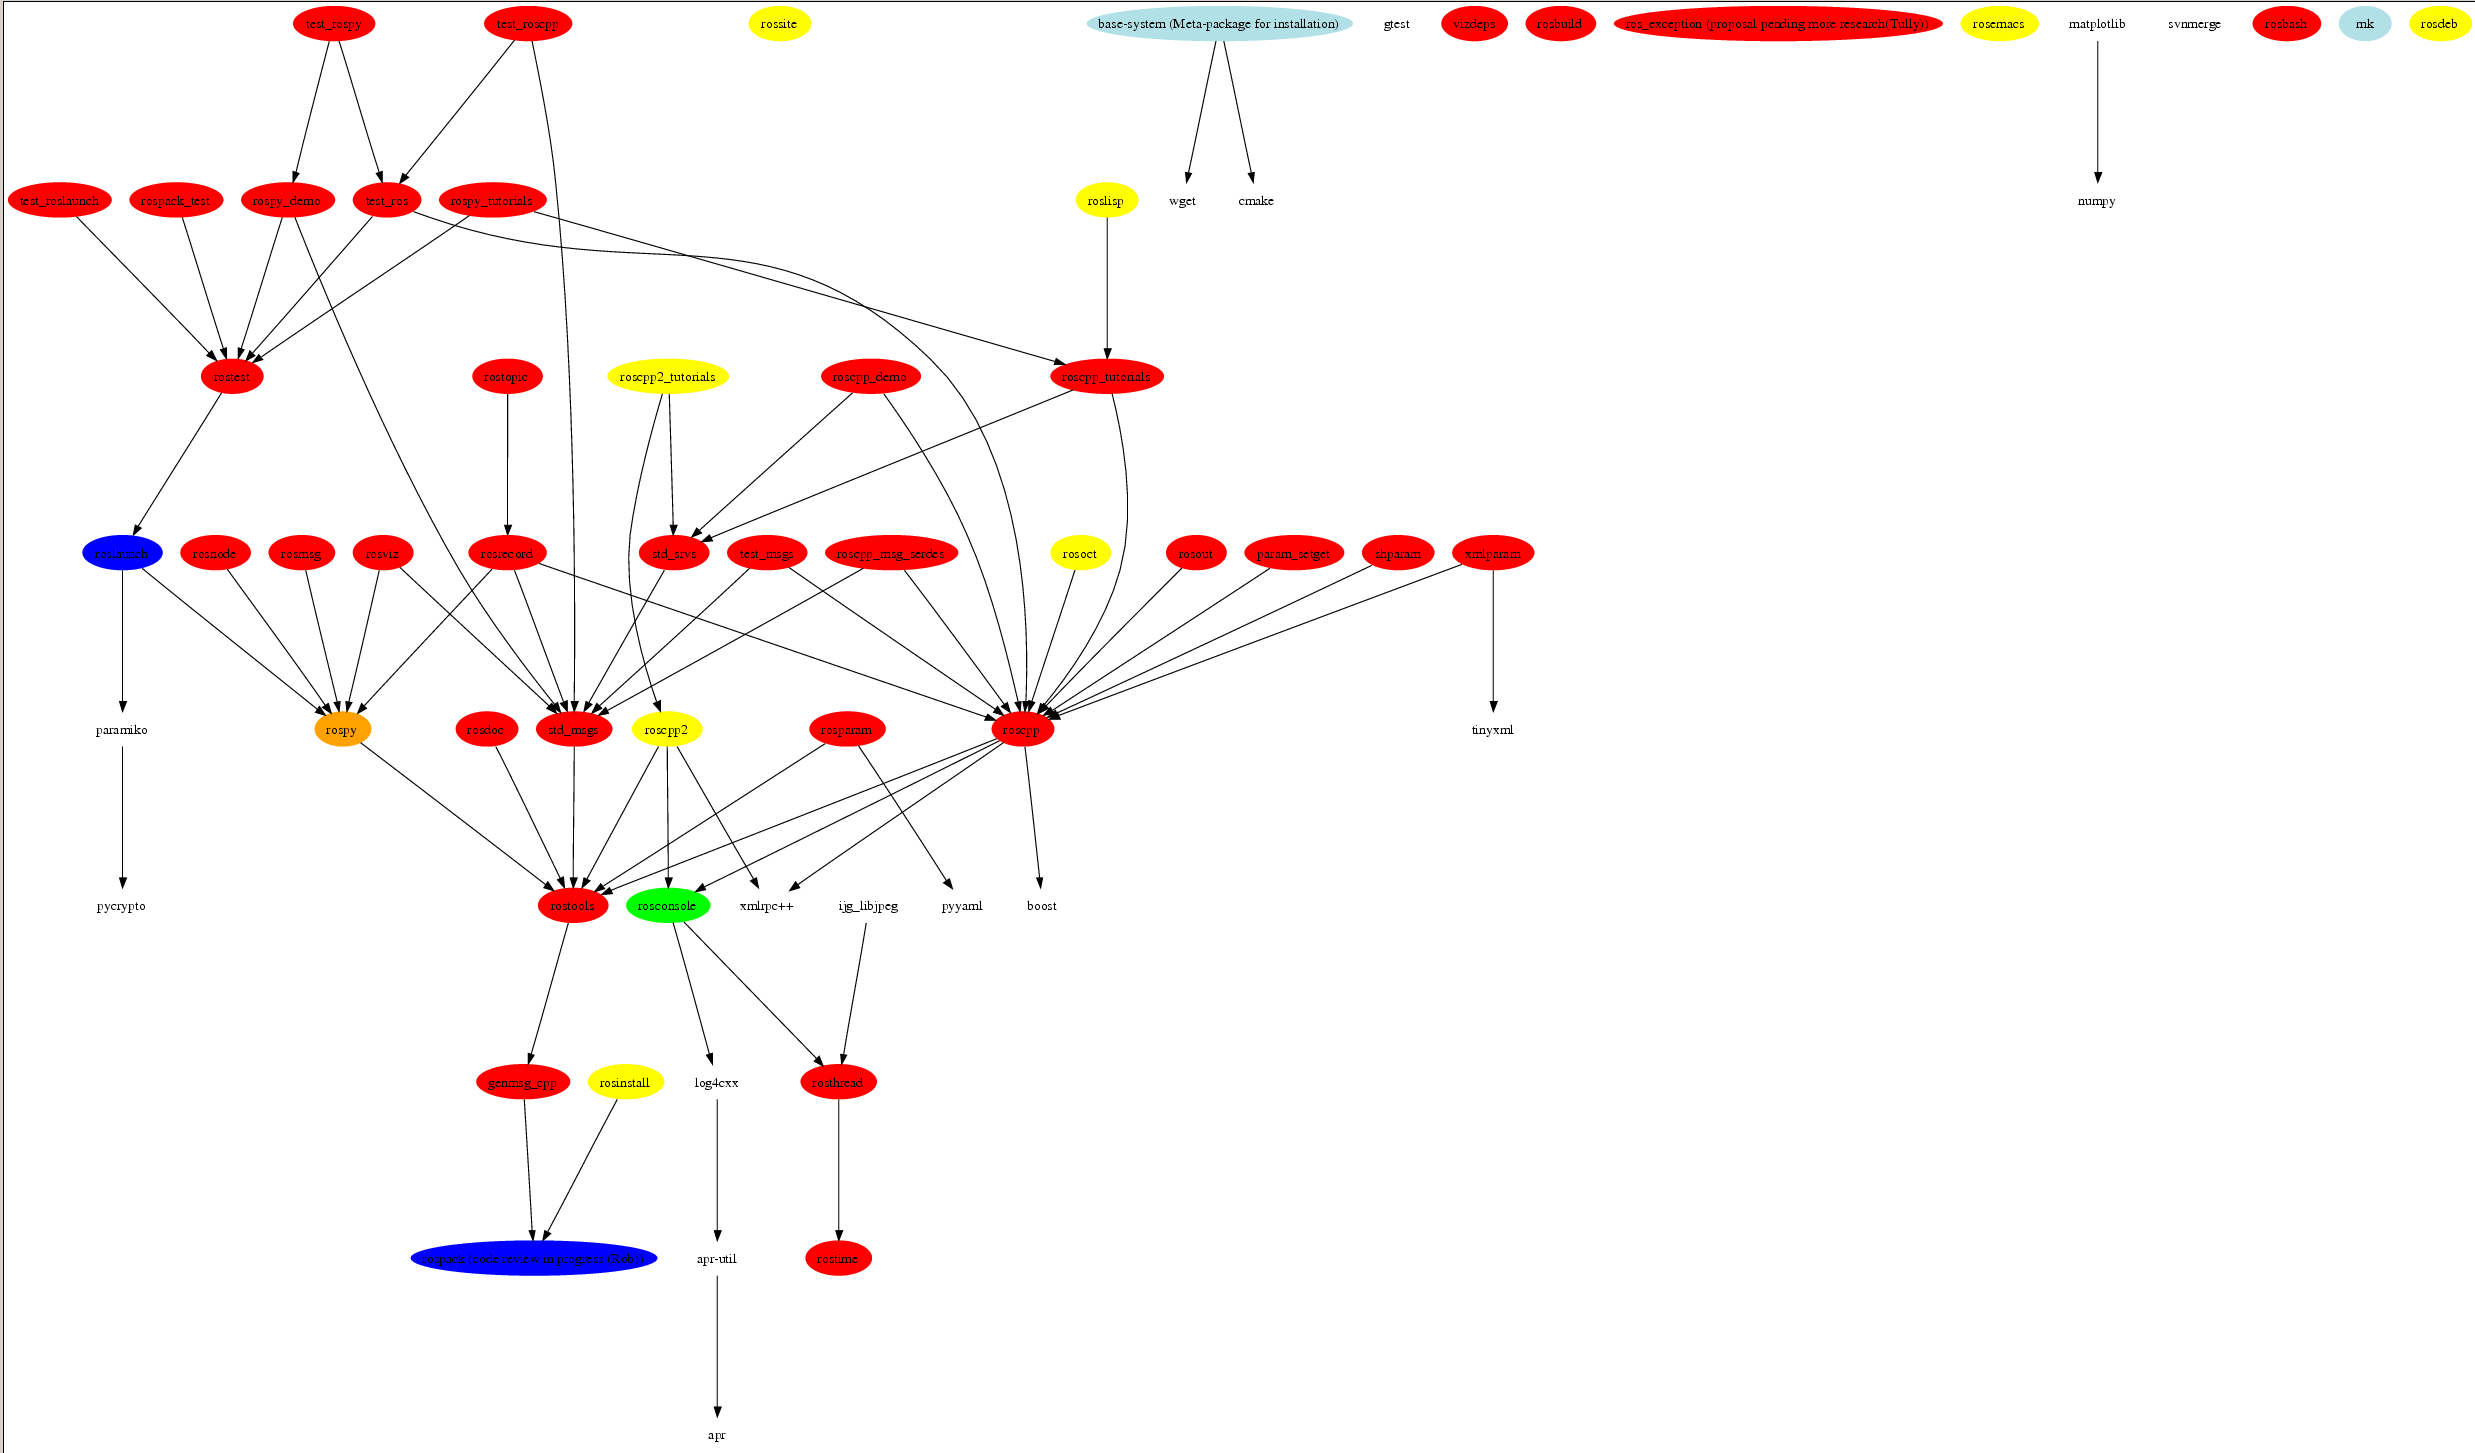 test_rospy
test_roscpp
rossite
base-system (Meta-package for installation)
gtest
vizdeps
rosbuild
ros_exception (proposal pending more research(Tully))
rosemacs
matplotlib
svnmerge
rosbash
mk
rosdeb
test_roslaunch
rospack_test
rospy_demo
test_ros
rospy_tutorials
roslisp
wget
cmake
numpy
rostest
rostopic
roscpp2_tutorials
roscpp_demo
roscpp_tutorials
roslaunch
rosnode
rosmsg
rosviz
rosrecord
std_srvs
test_msgs
roscpp_msg_serdes
rosoct
rosout
param_setget
shparam
xmlparam
paramiko
rospy
rosdoc
std_msgs
roscpp2
rosparam
roscpp
tinyxml
pycrypto
rostools
rosconsole
xmlrpc++
ijg_libjpeg
pyyaml
boost
genmsg_cpp
rosinstall
log4cxx
rosthread
rospack (code review in progress (Rob))
apr-util
rostime
apr